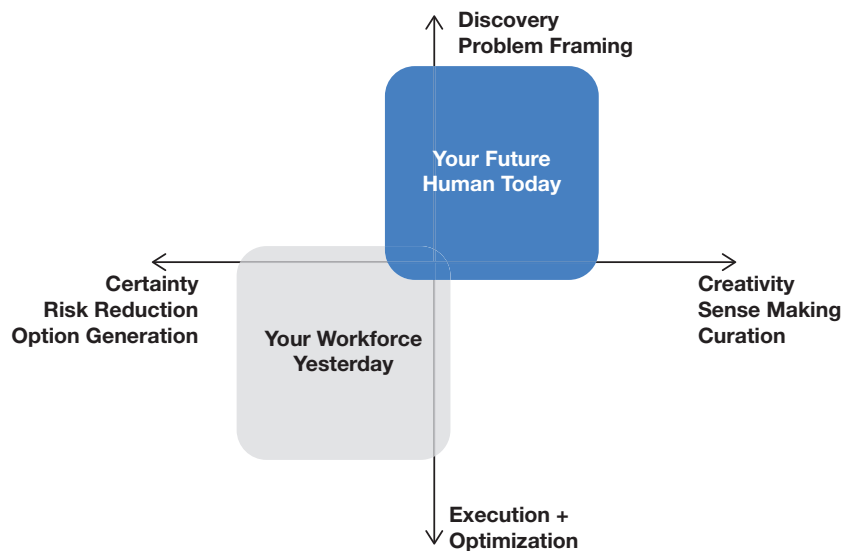 Discovery
Problem Framing
Your Future
Human Today
Certainty
Risk Reduction
Option Generation
Creativity
Sense Making
Curation
Your Workforce
Yesterday
Execution +
Optimization